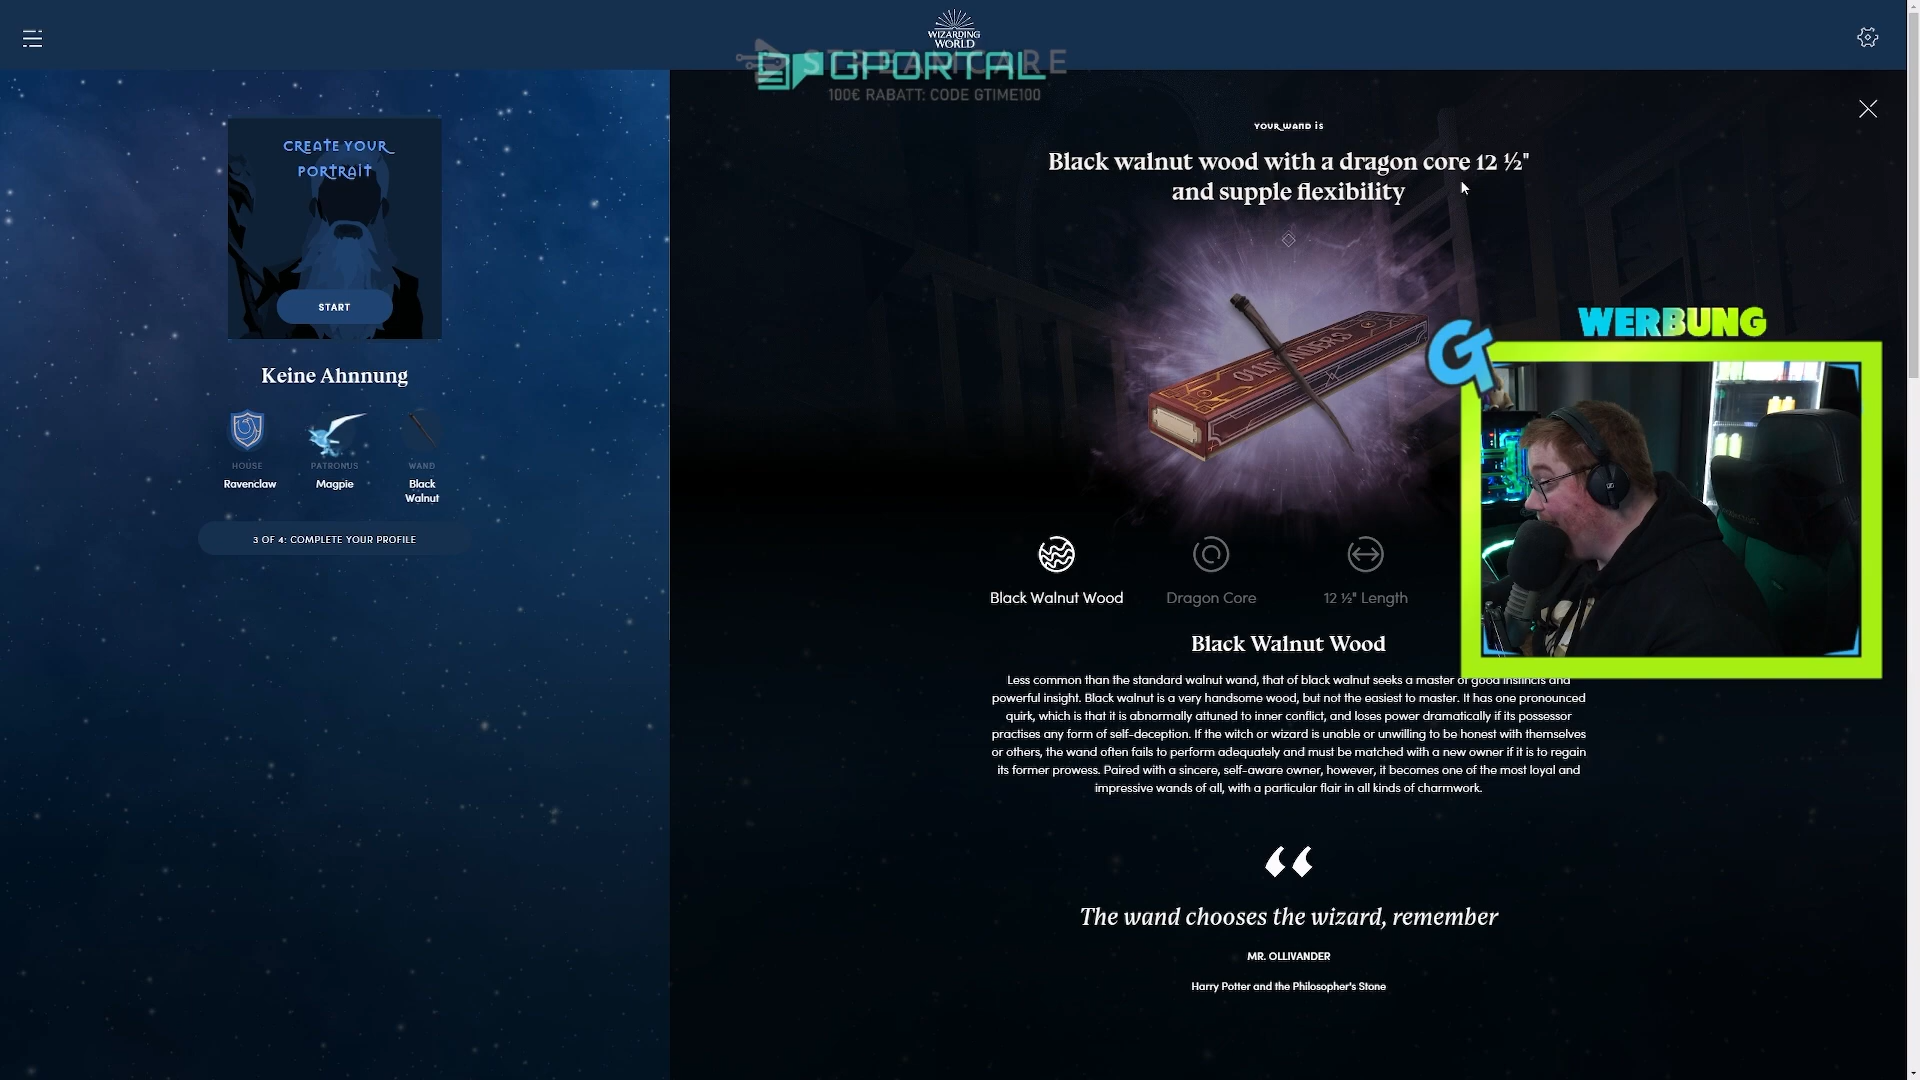 WIZARDING
WORLD
STREAMCARE
GPORTAL
100€ RABATT: CODE GTIME100
CREATE YOUR
PORTRAIT
START
Keine Ahnnung
HOUSE
Ravenclaw
PATRONUS
Magpie
WAND
Black
Walnut
3 OF 4: COMPLETE YOUR PROFILE
YOUR WAND IS
Black walnut wood with a dragon core 12 ½"
and supple flexibility
OLLIVANDERS
WERBUNG
GT
Black Walnut Wood
Dragon Core
12 ½" Length
Black Walnut Wood
Less common than the standard walnut wand, that of black walnut seeks a master of good instincts and
powerful insight. Black walnut is a very handsome wood, but not the easiest to master. It has one pronounced
quirk, which is that it is abnormally attuned to inner conflict, and loses power dramatically if its possessor
practises any form of self-deception. If the witch or wizard is unable or unwilling to be honest with themselves
or others, the wand often fails to perform adequately and must be matched with a new owner if it is to regain
its former prowess. Paired with a sincere, self-aware owner, however, it becomes one of the most loyal and
impressive wands of all, with a particular flair in all kinds of charmwork.
“
The wand chooses the wizard, remember
MR. OLLIVANDER
Harry Potter and the Philosopher's Stone